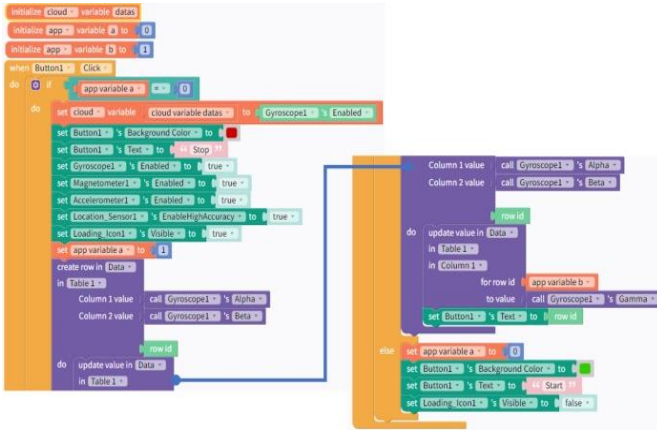 initialize cloud variable datas
initialize app variable a to 0
initialize app variable b to 1
when Button1 Click
do if app variable a = 0
do set cloud variable cloud variable datas to Gyroscope1 's Enabled
set Button1 's Background Color to
set Button1 's Text to “ Stop ”
set Gyroscope1 's Enabled to true
set Magnetometer1 's Enabled to true
set Accelerometer1 's Enabled to true
set Location_Sensor1 's EnableHighAccuracy to true
set Loading_Icon1 's Visible to true
set app variable a to 1
create row in Data
in Table 1
Column 1 value call Gyroscope1 's Alpha
Column 2 value call Gyroscope1 's Beta
row id
do update value in Data
in Table 1
Column 1 value call Gyroscope1 's Alpha
Column 2 value call Gyroscope1 's Beta
row id
do update value in Data
in Table 1
in Column 1
for row id app variable b
to value call Gyroscope1 's Gamma
set Button1 's Text to row id
else set app variable a to 0
set Button1 's Background Color to
set Button1 's Text to “ Start ”
set Loading_Icon1 's Visible to false